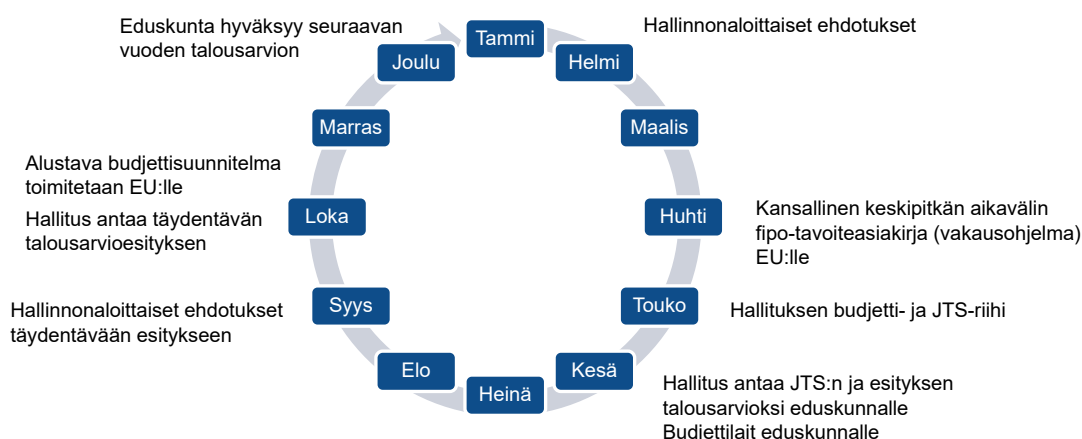 Eduskunta hyväksyy seuraavan
vuoden talousarvion
Tammi
Hallinnonaloittaiset ehdotukset
Joulu
Helmi
Marras
Maalis
Alustava budjettisuunnitelma
toimitetaan EU:lle
Hallitus antaa täydentävän
talousarvioesityksen
Loka
Huhti
Kansallinen keskipitkän aikavälin
fipo-tavoiteasiakirja (vakausohjelma)
EU:lle
Hallinnonaloittaiset ehdotukset
täydentävään esitykseen
Syys
Touko
Hallituksen budjetti- ja JTS-riihi
Elo
Kesä
Heinä
Hallitus antaa JTS:n ja esityksen
talousarvioksi eduskunnalle
Budjettilait eduskunnalle